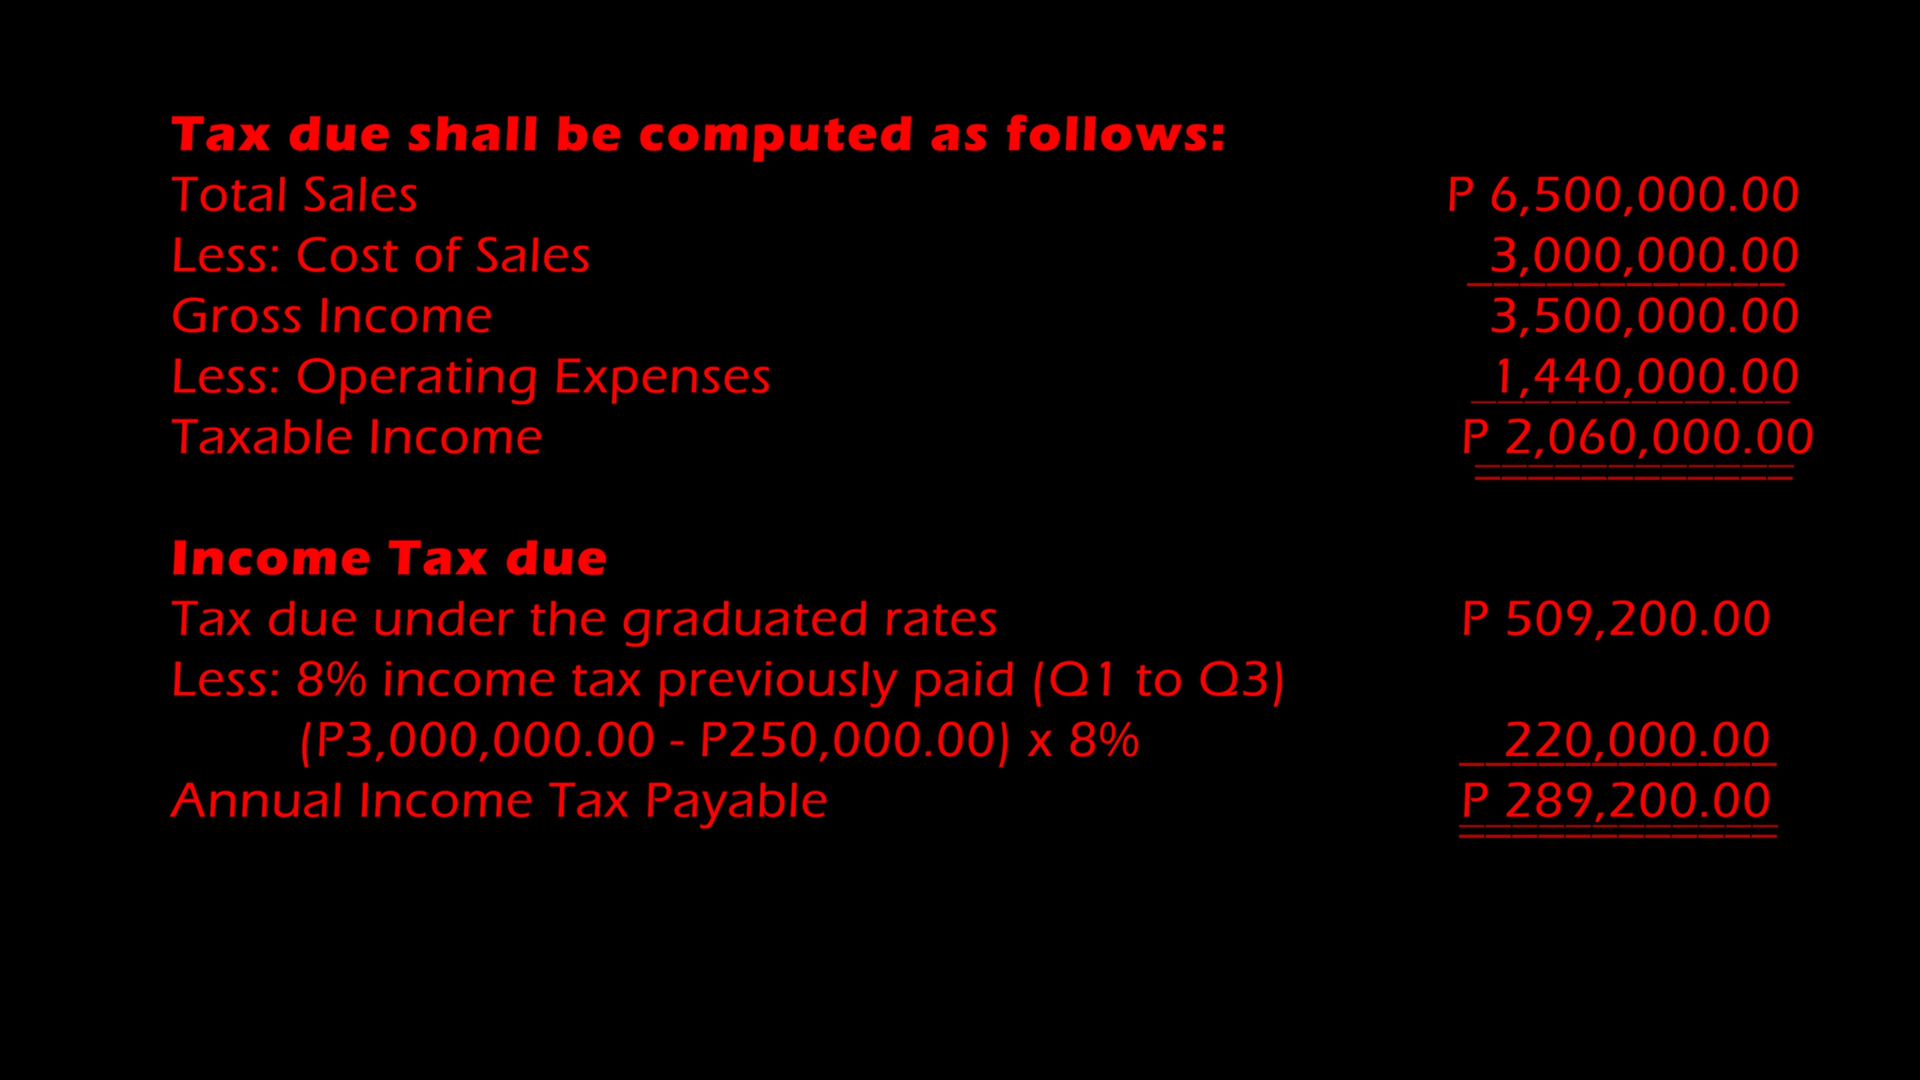 Tax due shall be computed as follows:
Total Sales P 6,500,000.00
Less: Cost of Sales 3,000,000.00
Gross Income 3,500,000.00
Less: Operating Expenses 1,440,000.00
Taxable Income P 2,060,000.00
Income Tax due
Tax due under the graduated rates P 509,200.00
Less: 8% income tax previously paid (Q1 to Q3)
(P3,000,000.00 - P250,000.00) x 8% 220,000.00
Annual Income Tax Payable P 289,200.00